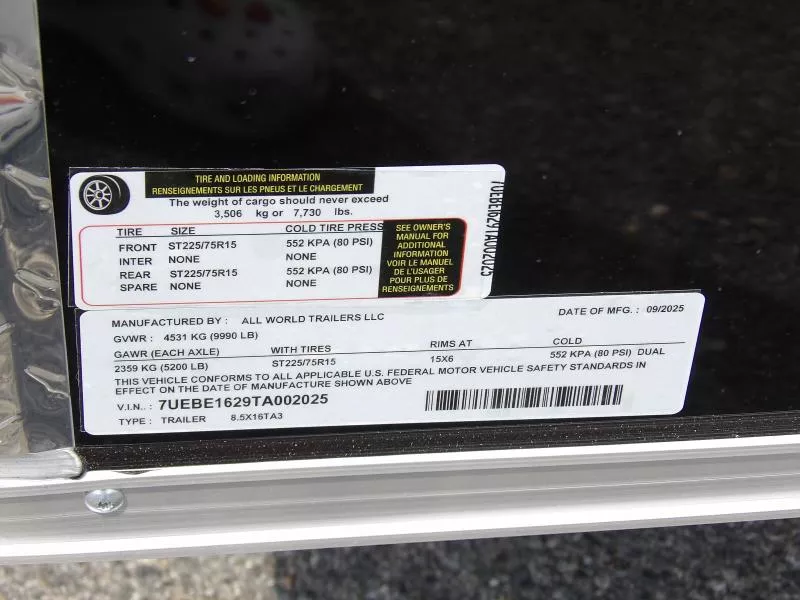 TIRE AND LOADING INFORMATION
RENSEIGNEMENTS SUR LES PNEUS ET LE CHARGEMENT
The weight of cargo should never exceed
3,506 kg or 7,730 lbs.
TIRE SIZE COLD TIRE PRESS
FRONT ST225/75R15 552 KPA (80 PSI)
INTER NONE NONE
REAR ST225/75R15 552 KPA (80 PSI)
SPARE NONE NONE
SEE OWNER'S
MANUAL FOR
ADDITIONAL
INFORMATION
VOIR LE MANUEL
DE L'USAGER
POUR PLUS DE
RENSEIGNEMENTS
7UEBE1629TA002025
MANUFACTURED BY : ALL WORLD TRAILERS LLC DATE OF MFG. : 09/2025
GVWR : 4531 KG (9990 LB)
GAWR (EACH AXLE) WITH TIRES RIMS AT COLD
2359 KG (5200 LB) ST225/75R15 15X6 552 KPA (80 PSI) DUAL
THIS VEHICLE CONFORMS TO ALL APPLICABLE U.S. FEDERAL MOTOR VEHICLE SAFETY STANDARDS IN
EFFECT ON THE DATE OF MANUFACTURE SHOWN ABOVE
V.I.N.: 7UEBE1629TA002025
TYPE : TRAILER 8.5X16TA3